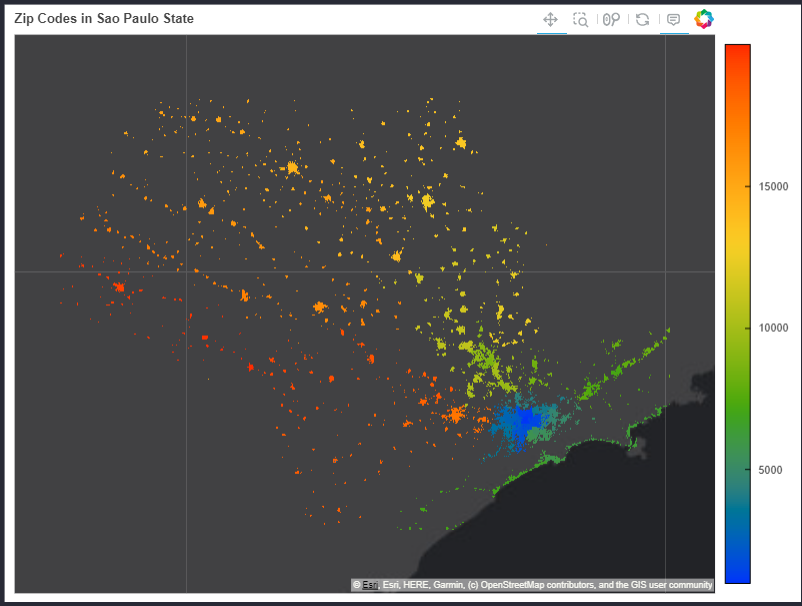 Zip Codes in Sao Paulo State
15000
10000
5000
© Esri, Esri, HERE, Garmin, (c) OpenStreetMap contributors, and the GIS user community